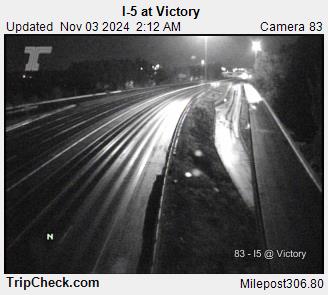 I-5 at Victory
Updated Nov 03 2024 2:12 AM Camera 83
N
83 - I5 @ Victory
TripCheck.com Milepost306.80